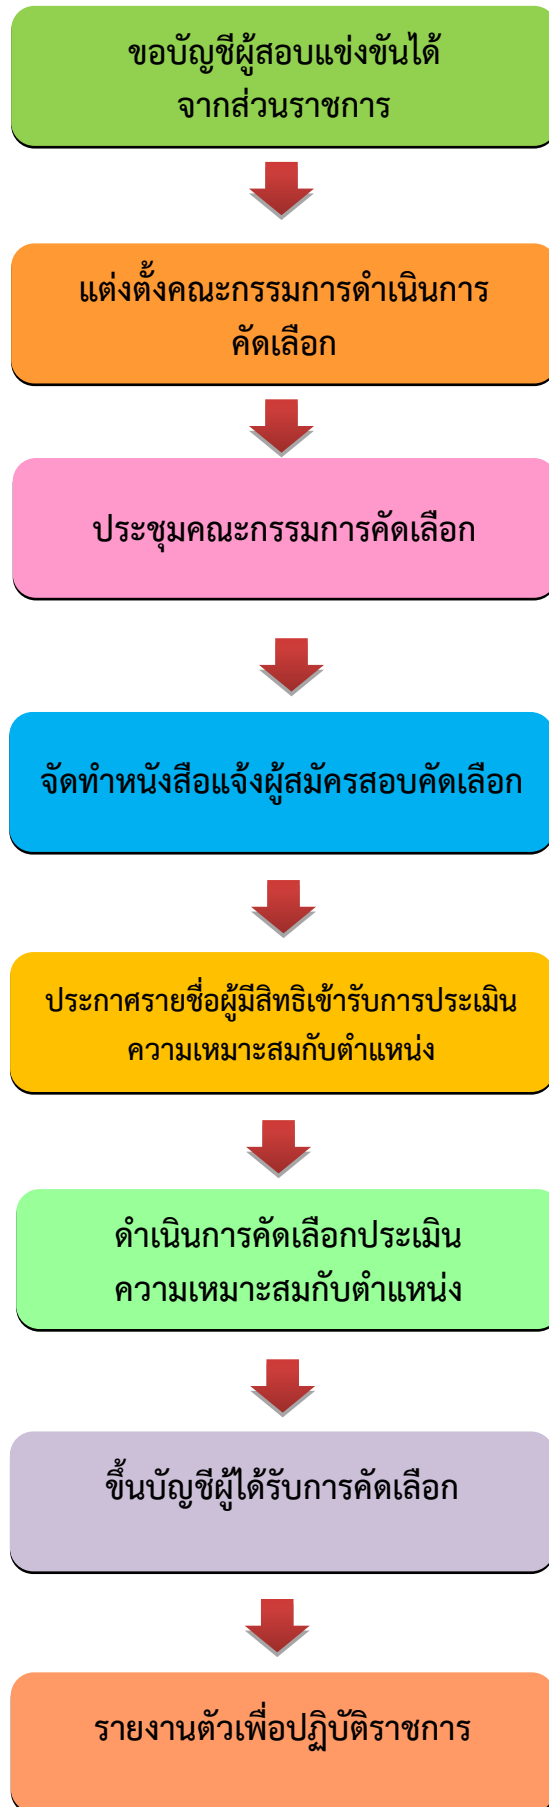 ขอบัญชีผู้สอบแข่งขันได้
จากส่วนราชการ
แต่งตั้งคณะกรรมการดำเนินการ
คัดเลือก
ประชุมคณะกรรมการคัดเลือก
จัดทำหนังสือแจ้งผู้สมัครสอบคัดเลือก
ประกาศรายชื่อผู้มีสิทธิเข้ารับการประเมิน
ความเหมาะสมกับตำแหน่ง
ดำเนินการคัดเลือกประเมิน
ความเหมาะสมกับตำแหน่ง
ขึ้นบัญชีผู้ได้รับการคัดเลือก
รายงานตัวเพื่อปฏิบัติราชการ